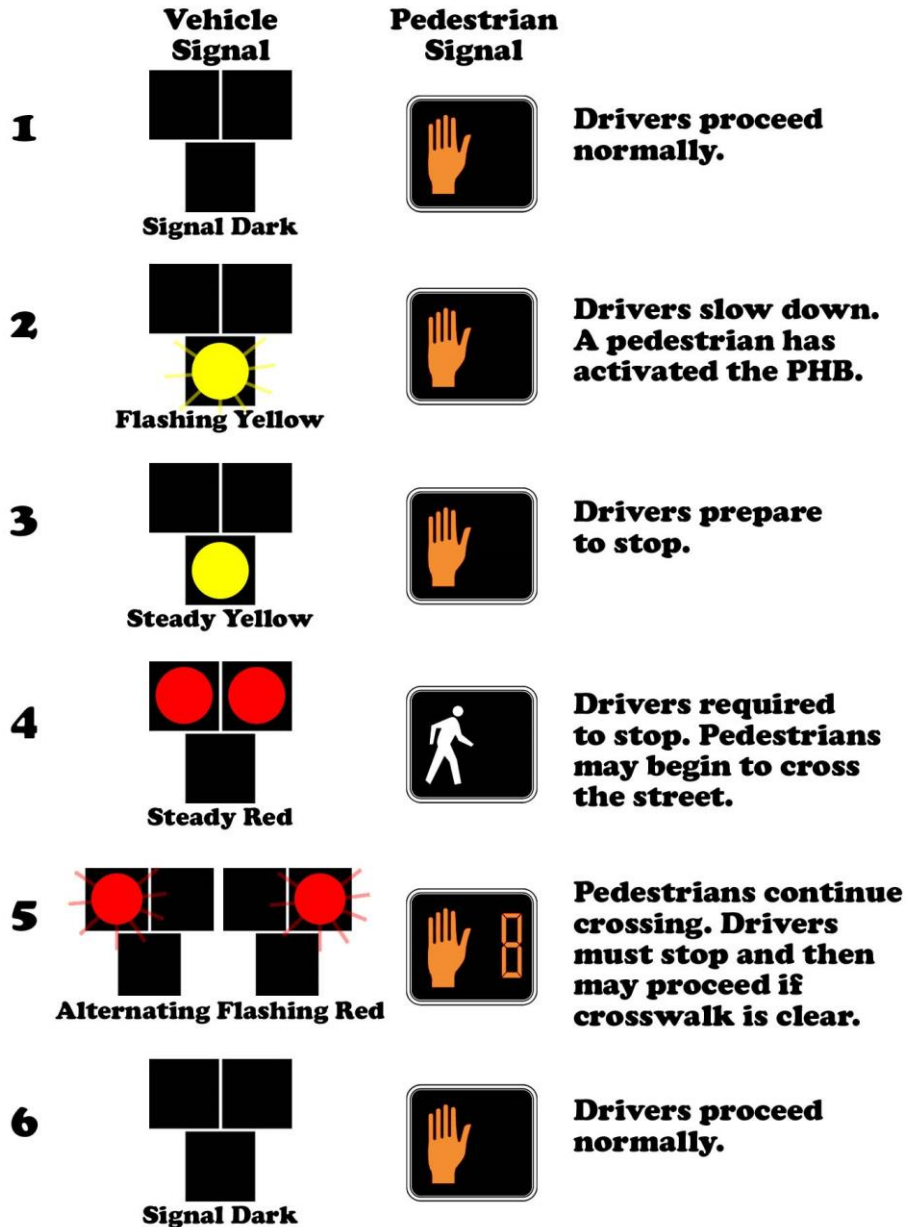 Vehicle Signal
Pedestrian Signal
1
Signal Dark
Drivers proceed
normally.
2
Flashing Yellow
Drivers slow down.
A pedestrian has
activated the PHB.
3
Steady Yellow
Drivers prepare
to stop.
4
Steady Red
Drivers required
to stop. Pedestrians
may begin to cross
the street.
5
Alternating Flashing Red
8
Pedestrians continue
crossing. Drivers
must stop and then
may proceed if
crosswalk is clear.
6
Signal Dark
Drivers proceed
normally.